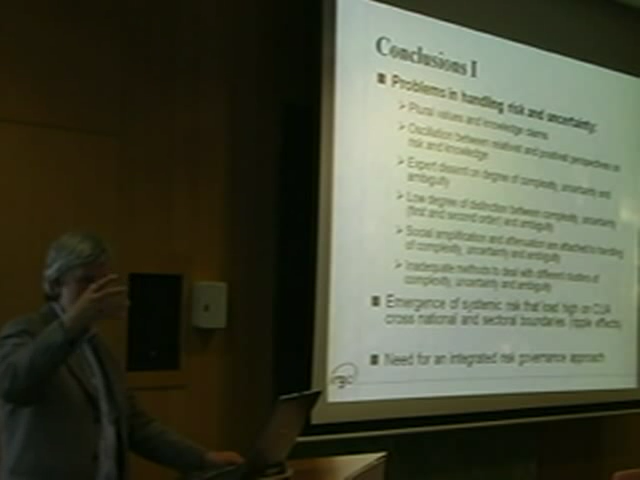 Conclusions I
Problems in handling risk and uncertainty:
Plural values and knowledge claims
Oscillation between relativist and positivist perspectives on
risk and knowledge
Expert dissent on degree of complexity, uncertainty and
ambiguity
Low degree of distinction between complexity, uncertainty
(first and second order) and ambiguity
Social amplification and attenuation are attached to handling
of complexity, uncertainty and ambiguity
Inadequate methods to deal with different clusters of
complexity, uncertainty and ambiguity
Emergence of systemic risk that load high on CUA
cross national and sectoral boundaries (ripple effects)
Need for an integrated risk governance approach